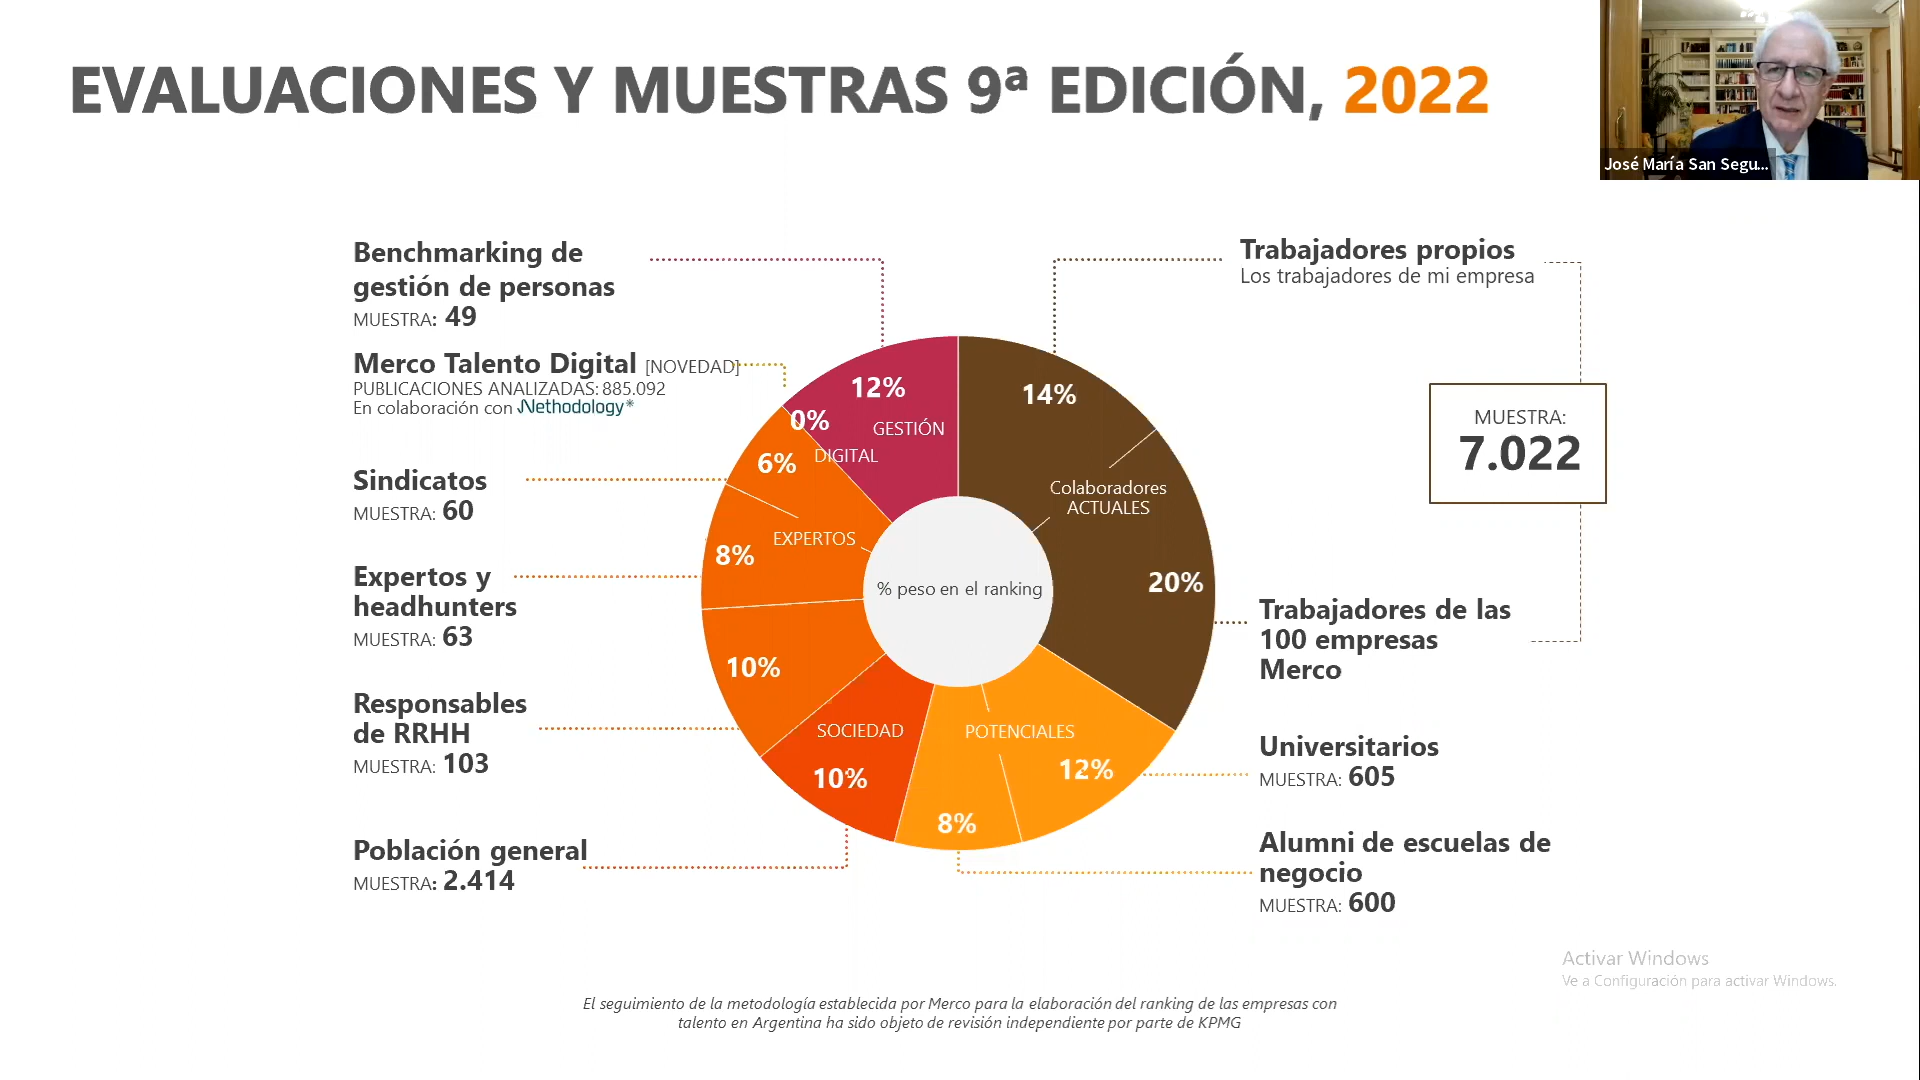 EVALUACIONES Y MUESTRAS 9ª EDICIÓN, 2022
José María San Segu...
Benchmarking de
gestión de personas
MUESTRA: 49
Merco Talento Digital [NOVEDAD]
PUBLICACIONES ANALIZADAS: 885.092
En colaboración con Nethodology*
Sindicatos
MUESTRA: 60
Expertos y
headhunters
MUESTRA: 63
Responsables
de RRHH
MUESTRA: 103
Población general
MUESTRA: 2.414
12%
GESTIÓN
0%
DIGITAL
6%
EXPERTOS
8%
10%
SOCIEDAD
10%
14%
Colaboradores
ACTUALES
20%
% peso en el ranking
POTENCIALES
12%
8%
Trabajadores propios
Los trabajadores de mi empresa
MUESTRA:
7.022
Trabajadores de las
100 empresas
Merco
Universitarios
MUESTRA: 605
Alumni de escuelas de
negocio
MUESTRA: 600
Activar Windows
Ve a Configuración para activar Windows.
El seguimiento de la metodología establecida por Merco para la elaboración del ranking de las empresas con
talento en Argentina ha sido objeto de revisión independiente por parte de KPMG